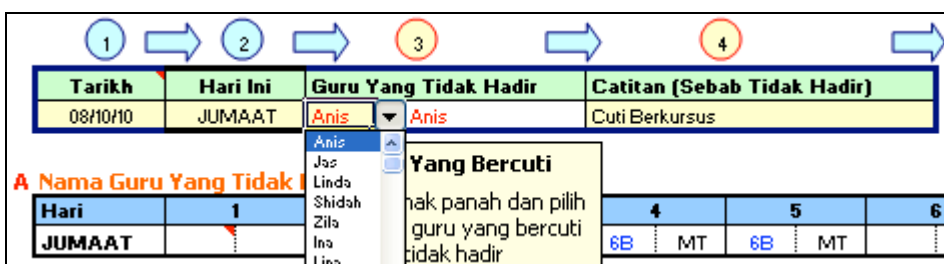 1 2 3 4
Tarikh Hari Ini Guru Yang Tidak Hadir Catitan (Sebab Tidak Hadir)
08/10/10 JUMAAT Anis Anis Cuti Berkursus
Anis
Jas
Linda
Shidah
Zila
Ina
Lina
Yang Bercuti
nak panah dan pilih
guru yang bercuti
tidak hadir
A Nama Guru Yang Tidak
Hari 1 4 5 6
JUMAAT 6B MT 6B MT